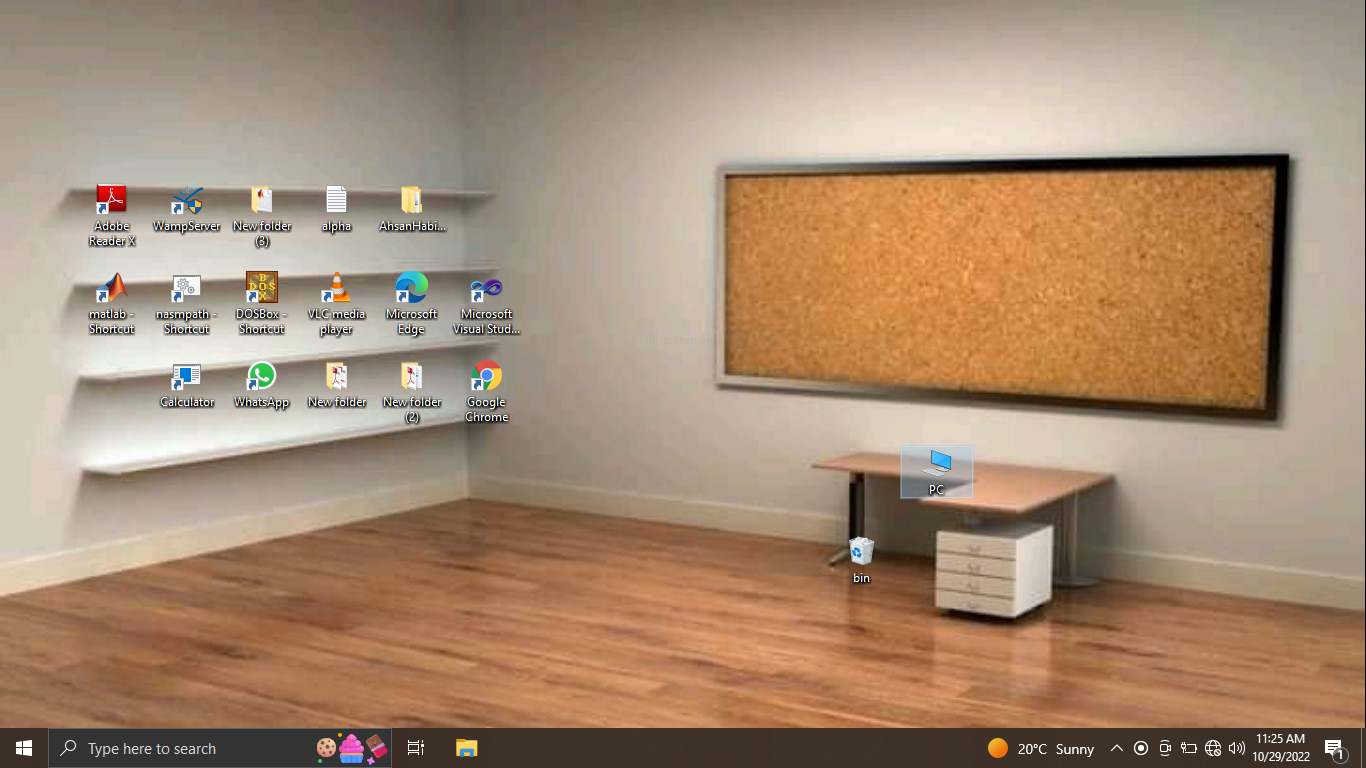 Adobe
Reader X
WampServer
New folder
(3)
alpha
AhsanHabi...
matlab -
Shortcut
nasmpath -
Shortcut
DOSBox -
Shortcut
VLC media
player
Microsoft
Edge
Microsoft
Visual Stud...
Calculator
WhatsApp
New folder
New folder
(2)
Google
Chrome
PC
bin
Type here to search
20°C Sunny
11:25 AM
10/29/2022
1